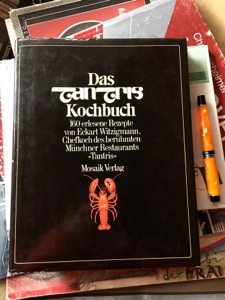 Das
tantris
Kochbuch
160 erlesene Rezepte
von Eckart Witzigmann,
Chefkoch des berühmten
Münchner Restaurants
»Tantris«
Mosaik Verlag